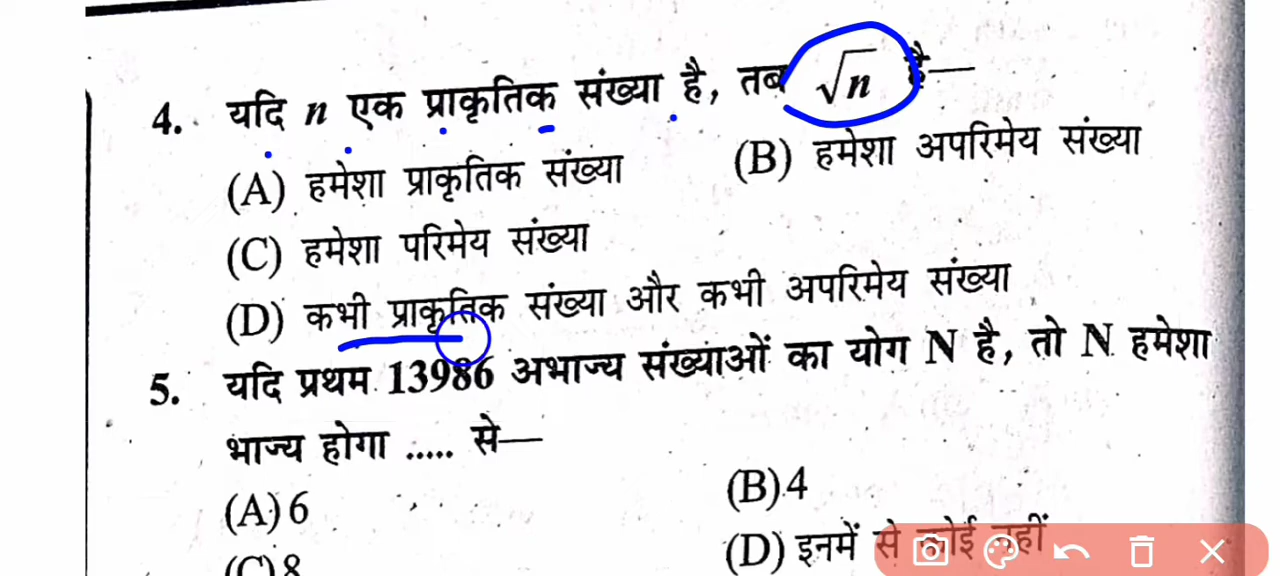 4. यदि n एक प्राकृतिक संख्या है, तब √n है—
(A) हमेशा प्राकृतिक संख्या (B) हमेशा अपरिमेय संख्या
(C) हमेशा परिमेय संख्या
(D) कभी प्राकृतिक संख्या और कभी अपरिमेय संख्या
5. यदि प्रथम 13986 अभाज्य संख्याओं का योग N है, तो N हमेशा
भाज्य होगा ..... से—
(A) 6 (B) 4
(C) 8 (D) इनमें से कोई नहीं